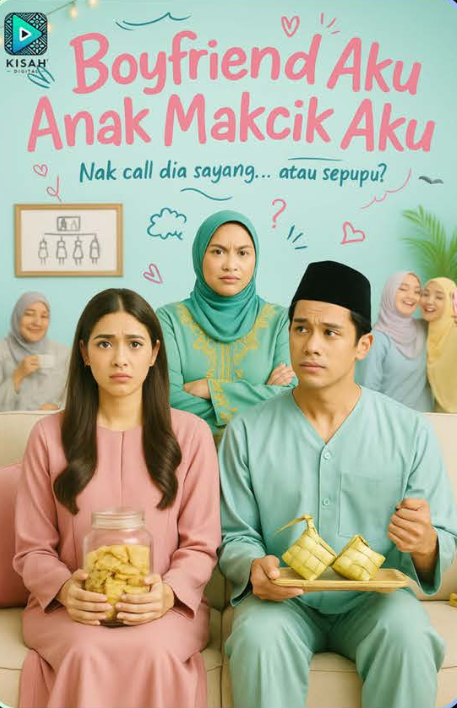 KISAH
DIGITAL
Boyfriend Aku
Anak Makcik Aku
Nak call dia sayang... atau sepupu?
?